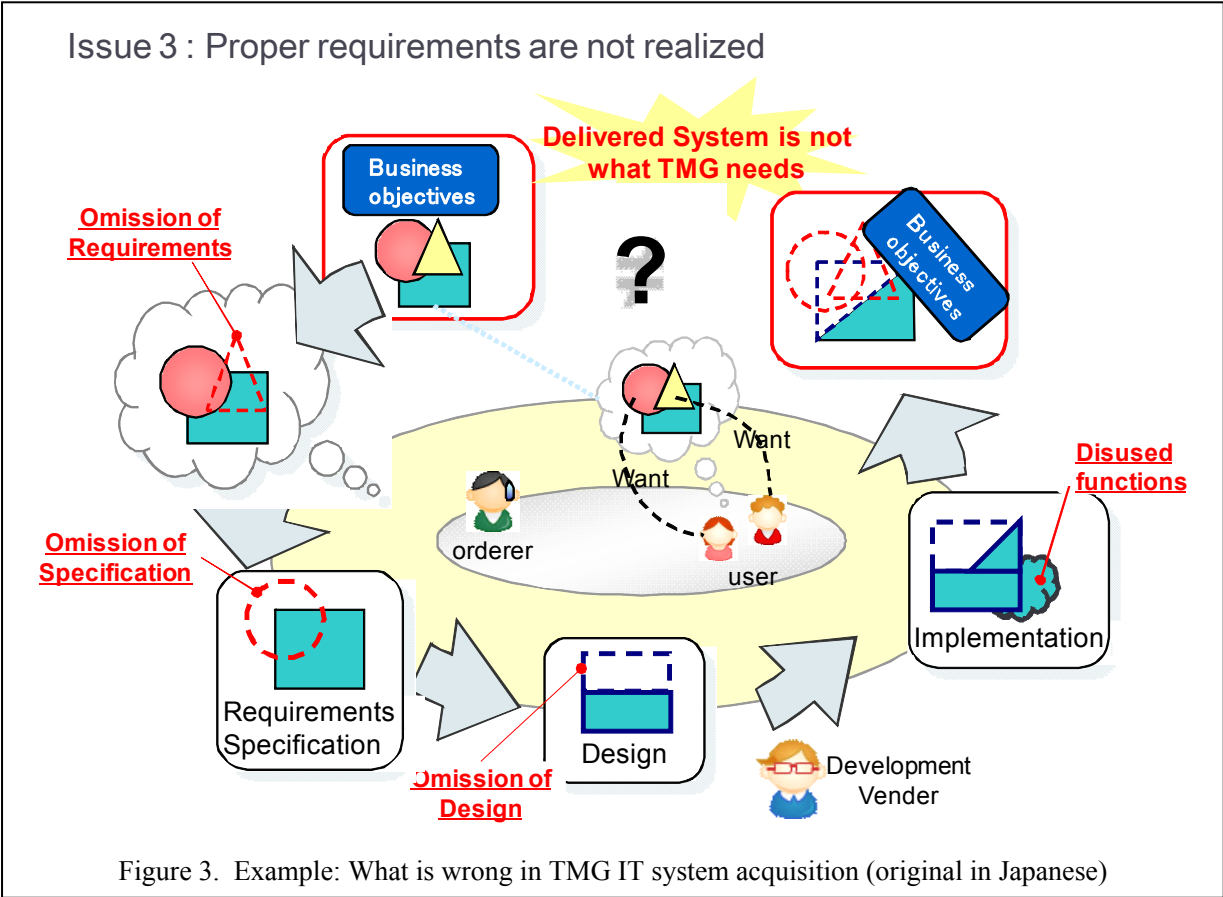 Issue 3 : Proper requirements are not realized
Delivered System is not
what TMG needs
Business
objectives
Omission of
Requirements
?
Business
objectives
Want
Want
Disused
functions
orderer
user
Omission of
Specification
Implementation
Requirements
Specification
Design
Omission of
Design
Development
Vender
Figure 3. Example: What is wrong in TMG IT system acquisition (original in Japanese)